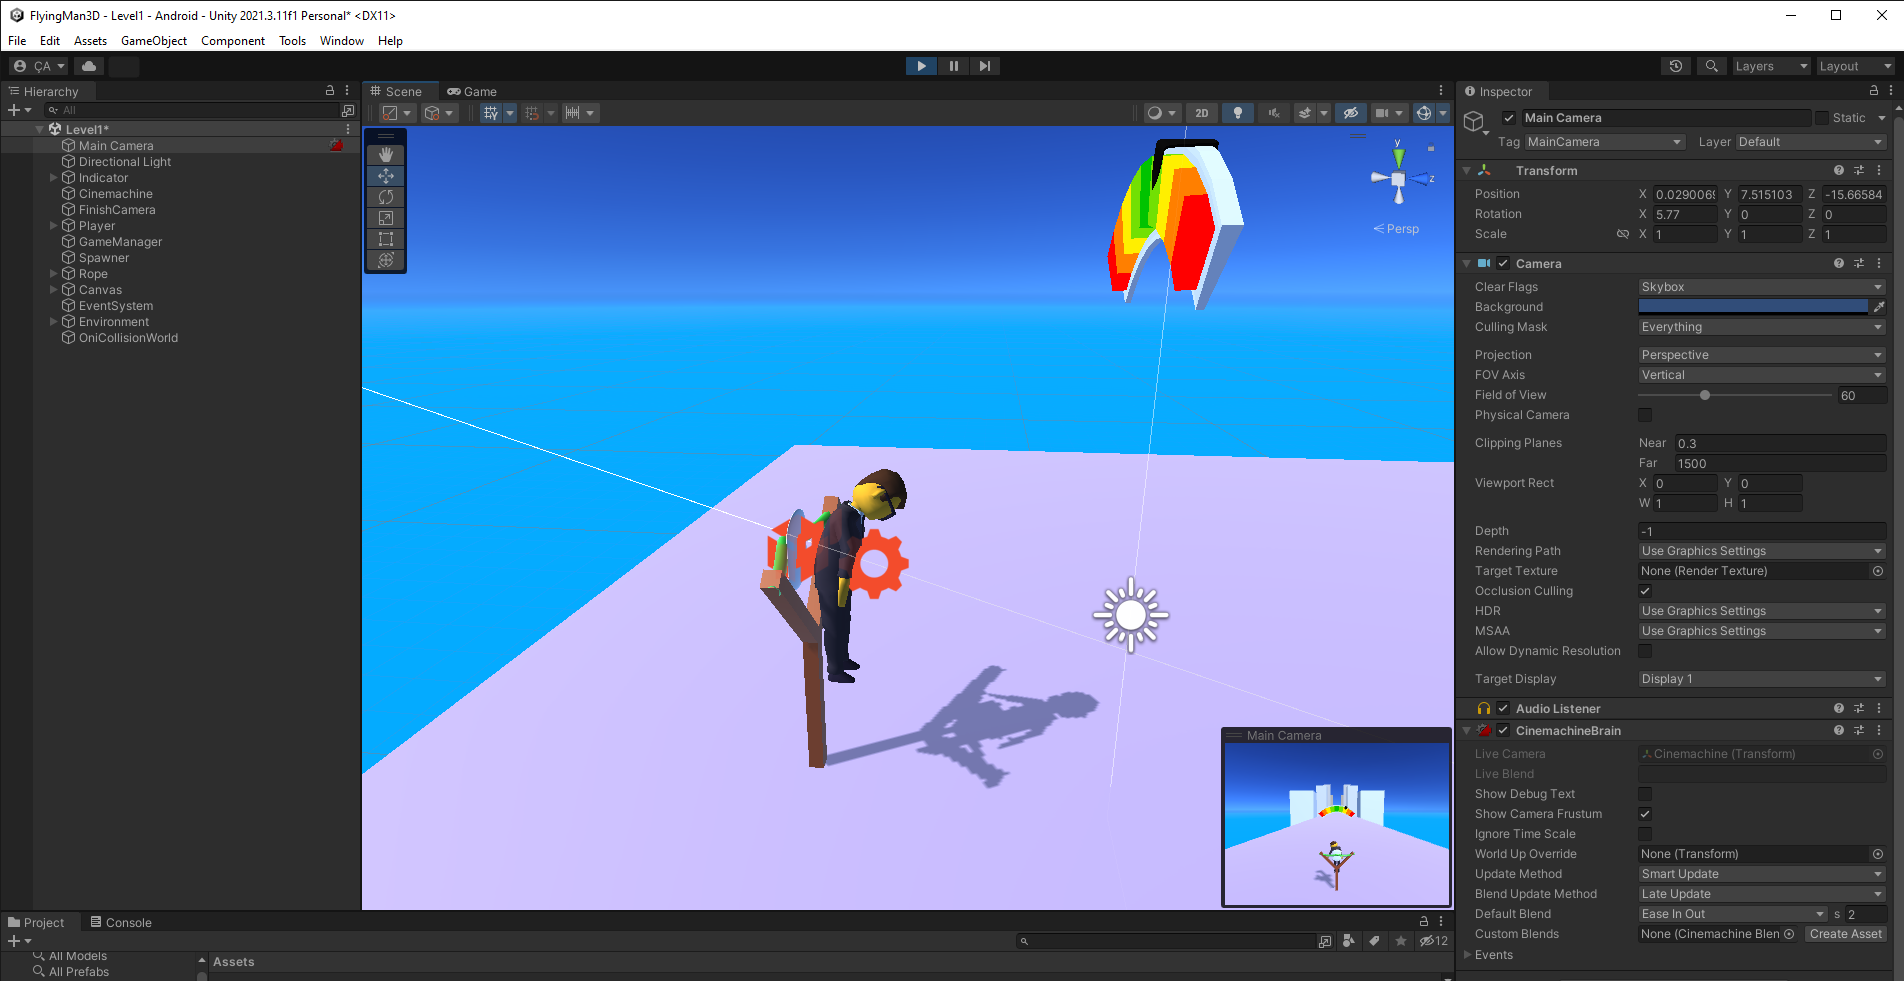 FlyingMan3D - Level1 - Android - Unity 2021.3.11f1 Personal* <DX11>
File Edit Assets GameObject Component Tools Window Help
ÇA
Layers
Layout
Hierarchy
All
Level1*
Main Camera
Directional Light
Indicator
Cinemachine
FinishCamera
Player
GameManager
Spawner
Rope
Canvas
EventSystem
Environment
OniCollisionWorld
Scene Game
2D
y
z
Persp
Main Camera
Inspector
Main Camera Static
Tag MainCamera Layer Default
Transform
Position X 0.029006 Y 7.515103 Z -15.66584
Rotation X 5.77 Y 0 Z 0
Scale X 1 Y 1 Z 1
Camera
Clear Flags Skybox
Background
Culling Mask Everything
Projection Perspective
FOV Axis Vertical
Field of View 60
Physical Camera
Clipping Planes Near 0.3
Far 1500
Viewport Rect X 0 Y 0
W 1 H 1
Depth -1
Rendering Path Use Graphics Settings
Target Texture None (Render Texture)
Occlusion Culling
HDR Use Graphics Settings
MSAA Use Graphics Settings
Allow Dynamic Resolution
Target Display Display 1
Audio Listener
CinemachineBrain
Live Camera Cinemachine (Transform)
Live Blend
Show Debug Text
Show Camera Frustum
Ignore Time Scale
World Up Override None (Transform)
Update Method Smart Update
Blend Update Method Late Update
Default Blend Ease In Out s 2
Custom Blends None (Cinemachine Blen Create Asset
Events
Project Console
12
All Models
All Prefabs
Assets